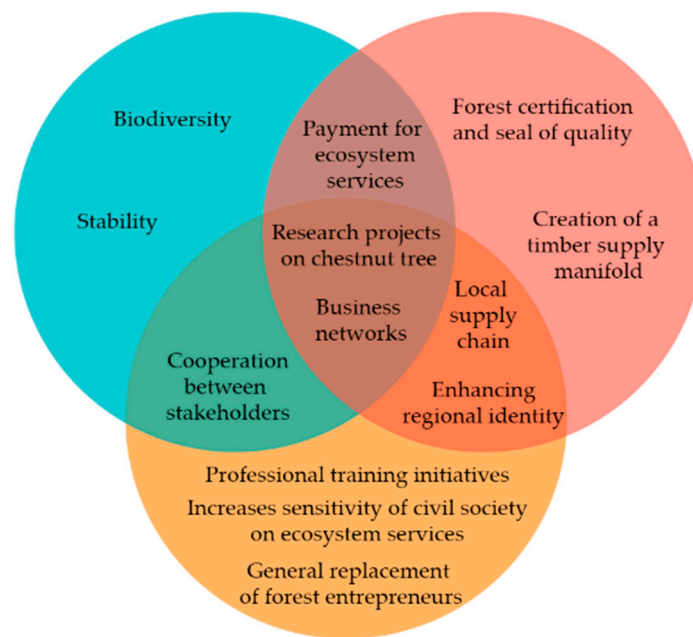 Biodiversity
Stability
Payment for
ecosystem
services
Forest certification
and seal of quality
Creation of a
timber supply
manifold
Research projects
on chestnut tree
Business
networks
Local
supply
chain
Cooperation
between
stakeholders
Enhancing
regional identity
Professional training initiatives
Increases sensitivity of civil society
on ecosystem services
General replacement
of forest entrepreneurs